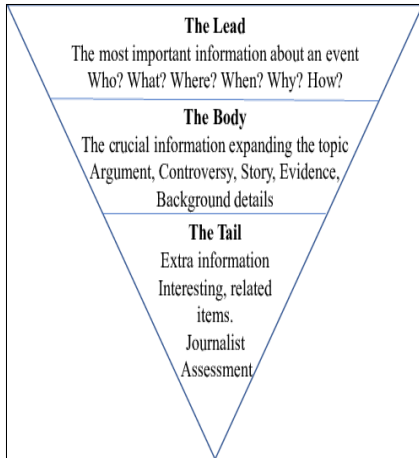 The Lead
The most important information about an event
Who? What? Where? When? Why? How?
The Body
The crucial information expanding the topic
Argument, Controversy, Story, Evidence,
Background details
The Tail
Extra information
Interesting, related
items.
Journalist
Assessment